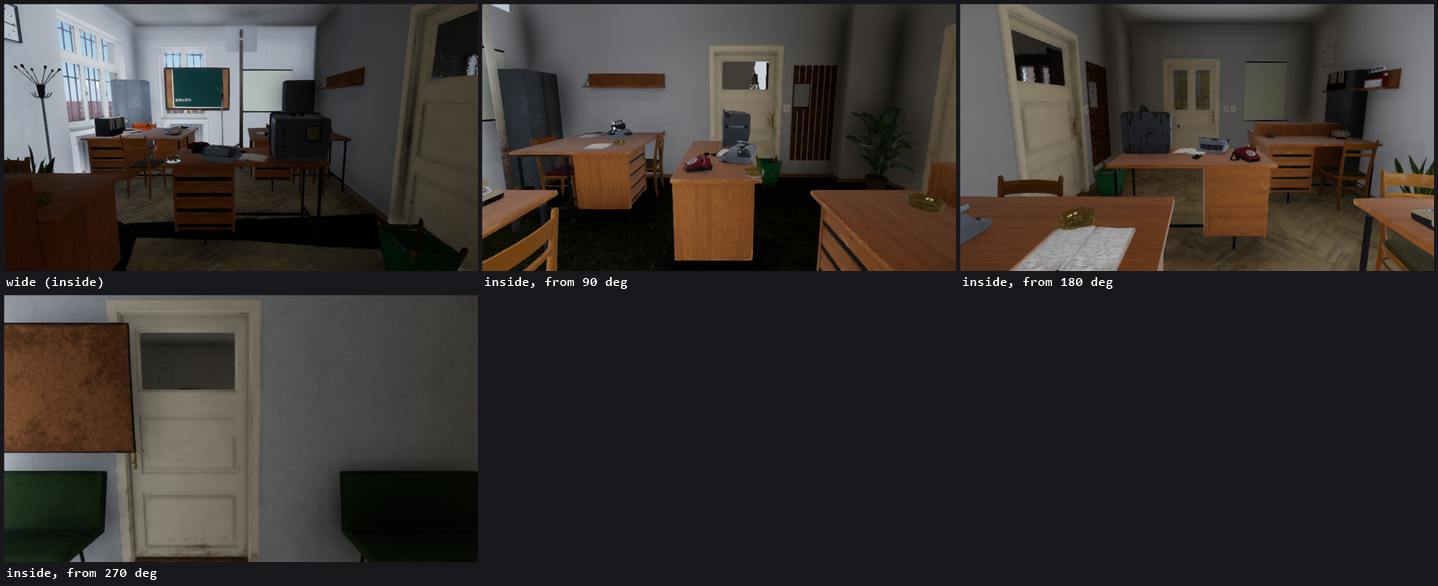 wide (inside)
inside, from 90 deg
inside, from 180 deg
inside, from 270 deg